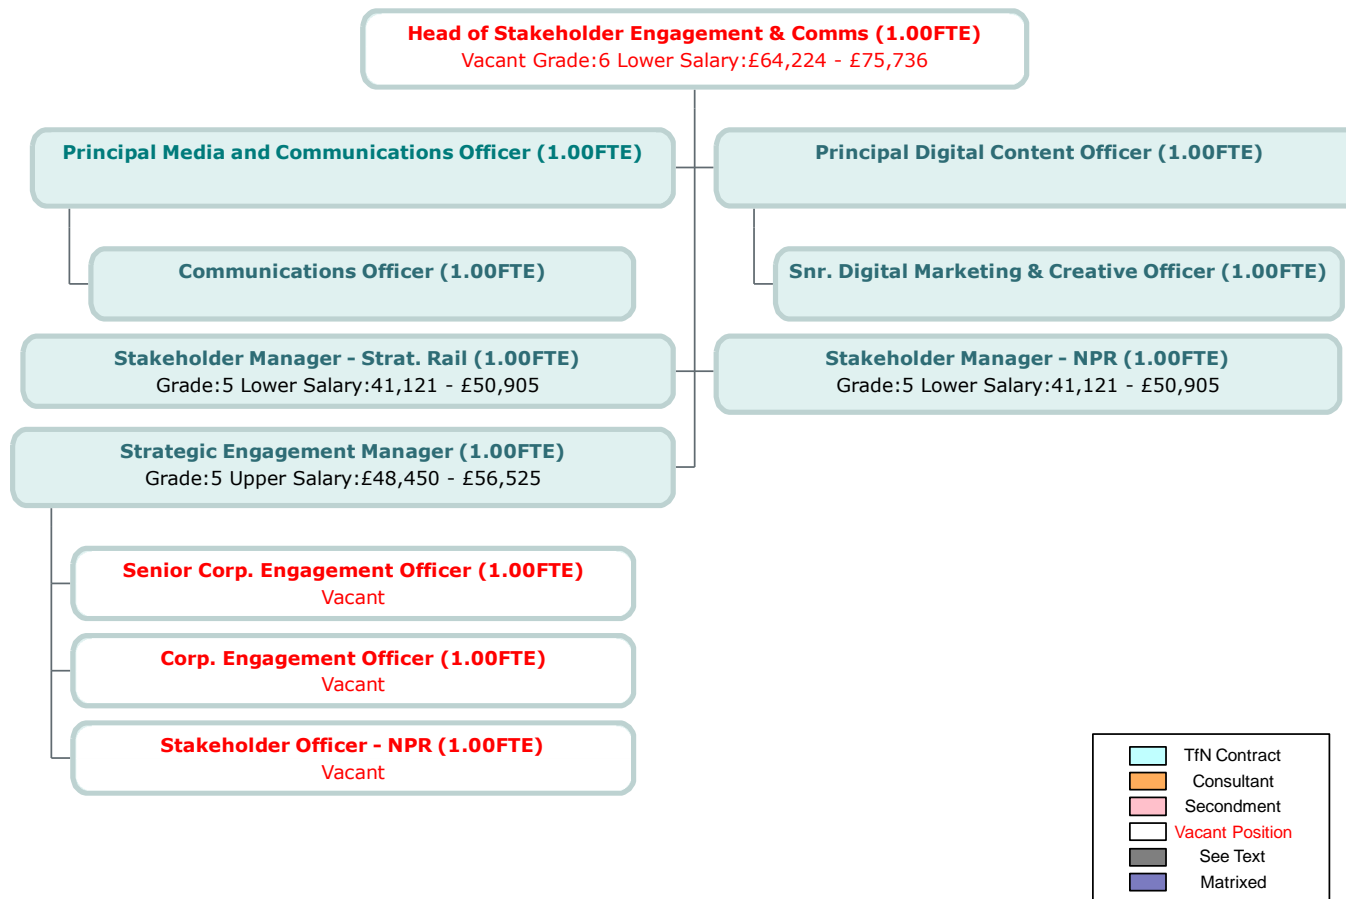 Head of Stakeholder Engagement & Comms (1.00FTE)
Vacant Grade:6 Lower Salary:£64,224 - £75,736
Principal Media and Communications Officer (1.00FTE)
Principal Digital Content Officer (1.00FTE)
Communications Officer (1.00FTE)
Snr. Digital Marketing & Creative Officer (1.00FTE)
Stakeholder Manager - Strat. Rail (1.00FTE)
Grade:5 Lower Salary:41,121 - £50,905
Stakeholder Manager - NPR (1.00FTE)
Grade:5 Lower Salary:41,121 - £50,905
Strategic Engagement Manager (1.00FTE)
Grade:5 Upper Salary:£48,450 - £56,525
Senior Corp. Engagement Officer (1.00FTE)
Vacant
Corp. Engagement Officer (1.00FTE)
Vacant
Stakeholder Officer - NPR (1.00FTE)
Vacant
TfN Contract
Consultant
Secondment
Vacant Position
See Text
Matrixed